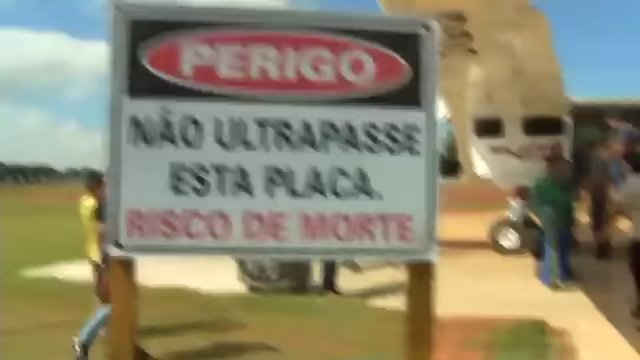 PERIGO
NÃO ULTRAPASSE
ESTA PLACA.
RISCO DE MORTE